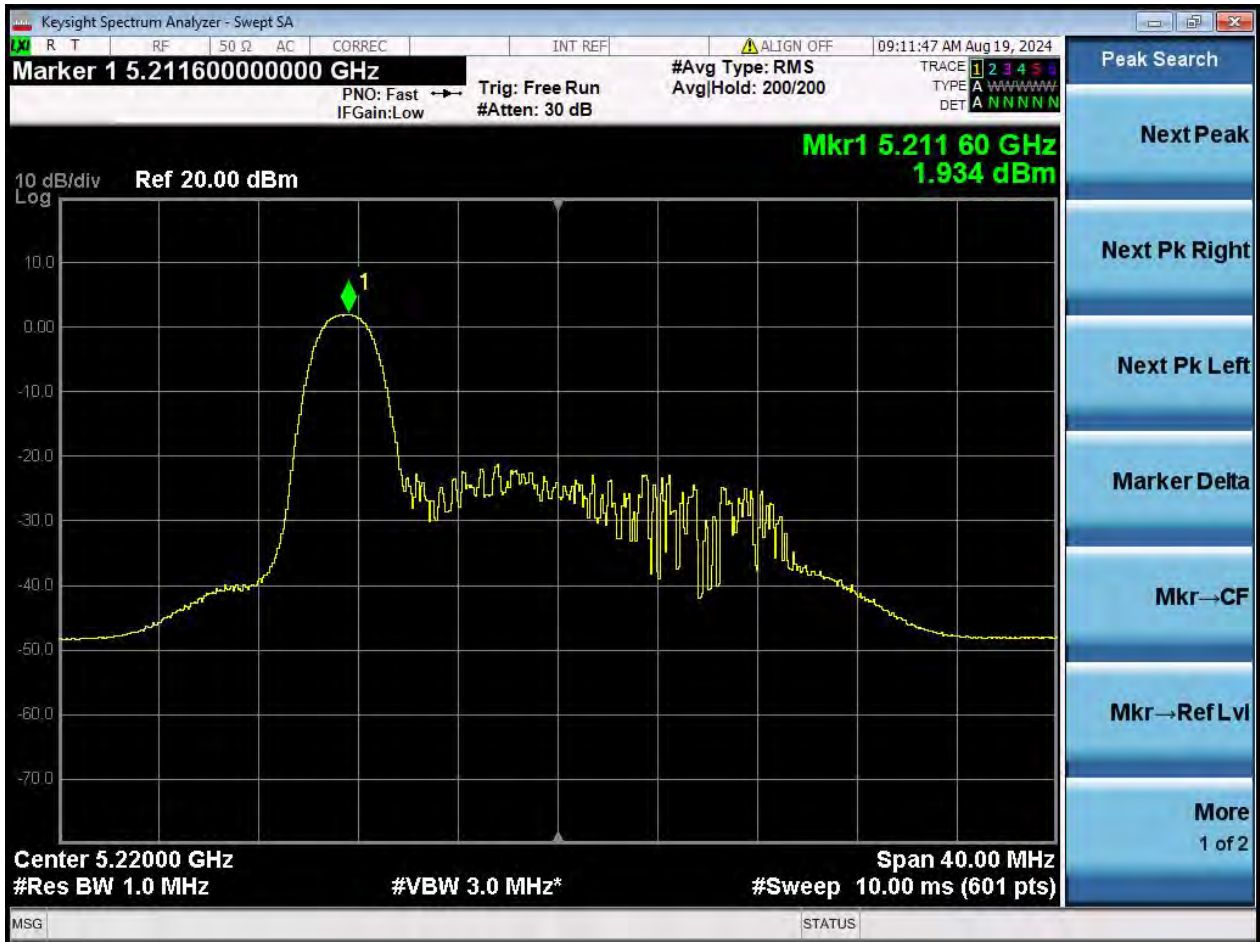 Keysight Spectrum Analyzer - Swept SA
LXI R T RF 50 Ω AC CORREC INT REF ALIGN OFF 09:11:47 AM Aug 19, 2024
Marker 1 5.211600000000 GHz
PNO: Fast
IFGain:Low
Trig: Free Run
#Atten: 30 dB
#Avg Type: RMS
Avg|Hold: 200/200
TRACE 1 2 3 4 5 6
TYPE A WWWWW
DET A N N N N N
Mkr1 5.211 60 GHz
1.934 dBm
10 dB/div Ref 20.00 dBm
Log
10.0
0.00
-10.0
-20.0
-30.0
-40.0
-50.0
-60.0
-70.0
1
Center 5.22000 GHz Span 40.00 MHz
#Res BW 1.0 MHz #VBW 3.0 MHz* #Sweep 10.00 ms (601 pts)
MSG STATUS
Peak Search
Next Peak
Next Pk Right
Next Pk Left
Marker Delta
Mkr→CF
Mkr→Ref Lvl
More
1 of 2